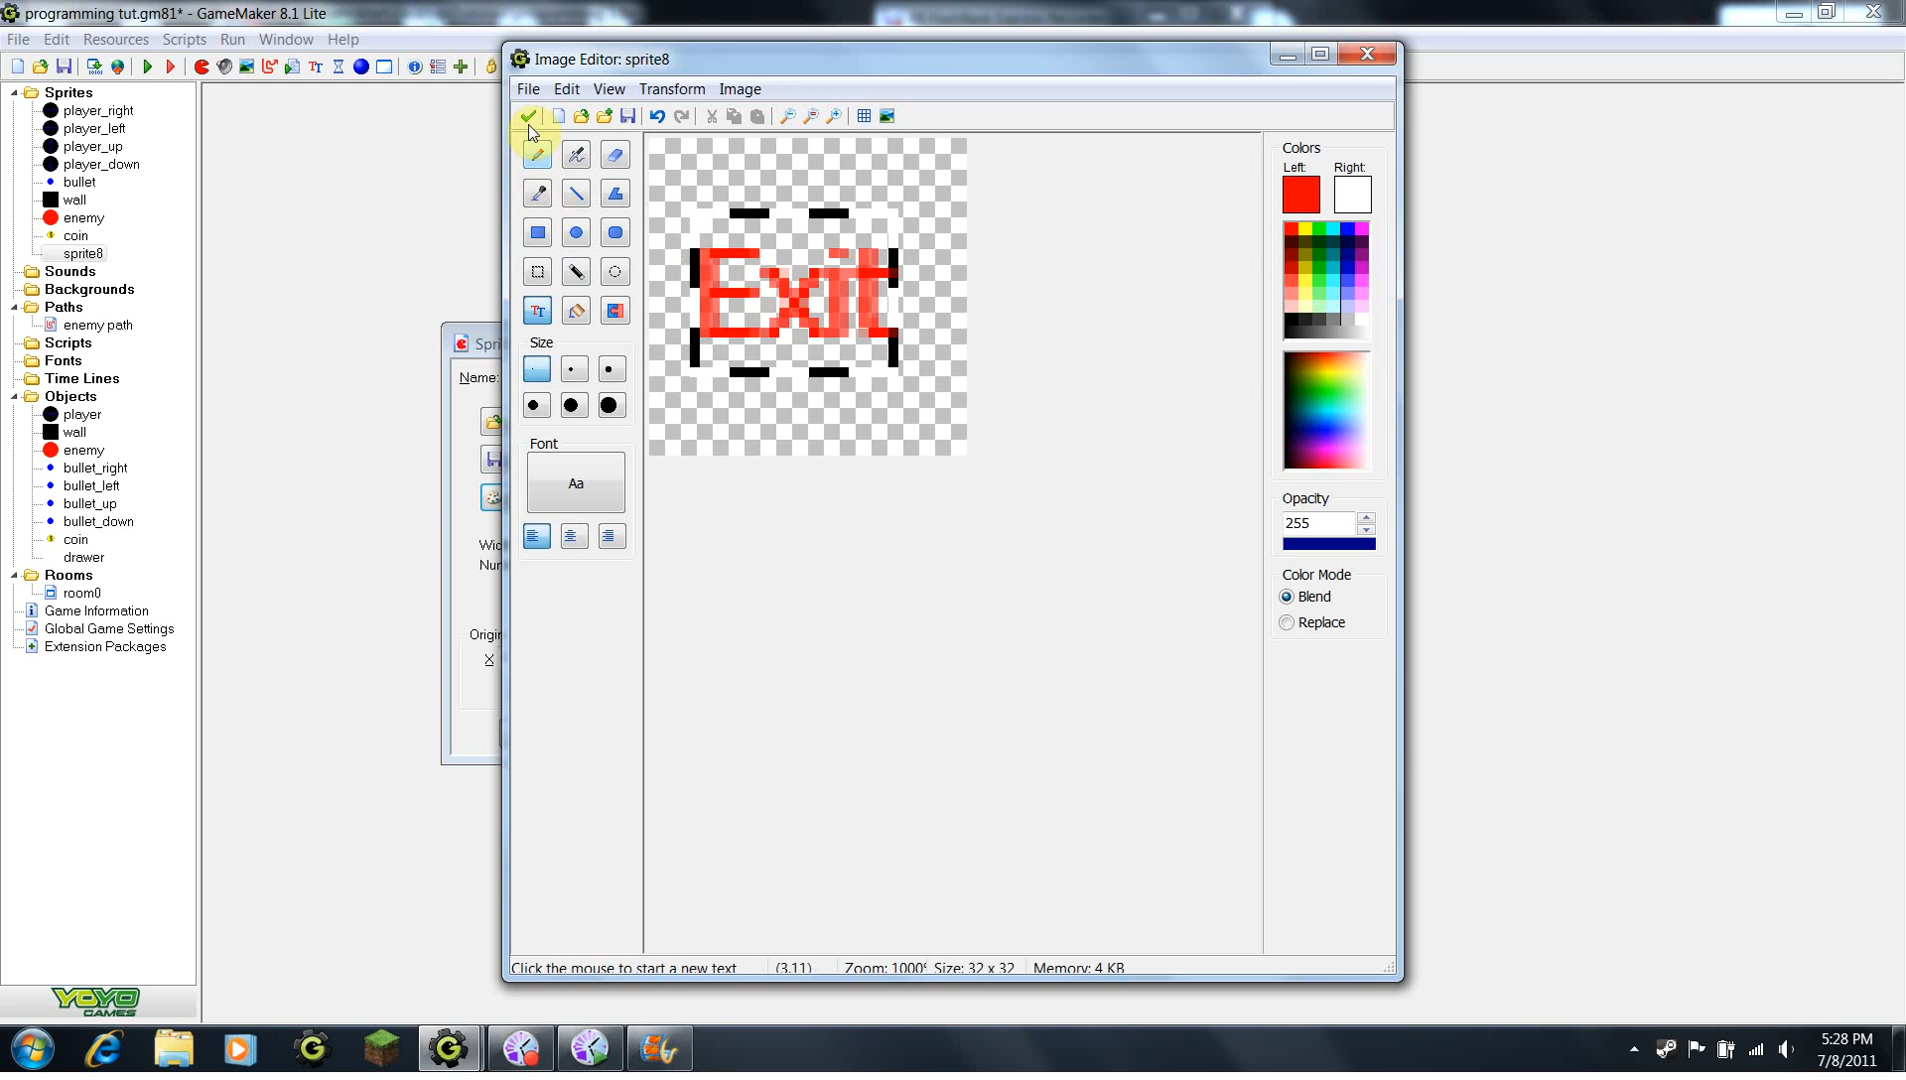 programming tut.gm81* - GameMaker 8.1 Lite
File Edit Resources Scripts Run Window Help
Sprites
player_right
player_left
player_up
player_down
bullet
wall
enemy
coin
sprite8
Sounds
Backgrounds
Paths
enemy path
Scripts
Fonts
Time Lines
Objects
player
wall
enemy
bullet_right
bullet_left
bullet_up
bullet_down
coin
drawer
Rooms
room0
Game Information
Global Game Settings
Extension Packages
YOYO
GAMES
Name:
X
Image Editor: sprite8
File Edit View Transform Image
Exit
Size
Font
Aa
Colors
Left: Right:
Opacity
255
Color Mode
Blend
Replace
Click the mouse to start a new text (3,11) Zoom: 1000% Size: 32 x 32 Memory: 4 KB
5:28 PM
7/8/2011